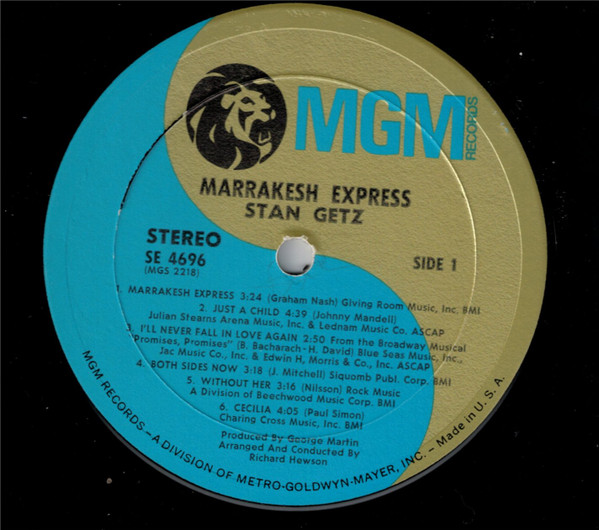 MGM
RECORDS
MARRAKESH EXPRESS
STAN GETZ
STEREO
SE 4696
(MGS 2218)
SIDE 1
1. MARRAKESH EXPRESS 3:24 (Graham Nash) Giving Room Music, Inc. BMI
2. JUST A CHILD 4:39 (Johnny Mandell)
Julian Stearns Arena Music, Inc. & Lednam Music Co. ASCAP
3. I'LL NEVER FALL IN LOVE AGAIN 2:50 From the Broadway Musical
"Promises, Promises" (B. Bacharach - H. David) Blue Seas Music, Inc.,
Jac Music Co., Inc. & Edwin H, Morris & Co., Inc. ASCAP
4. BOTH SIDES NOW 3:18 (J. Mitchell) Siquomb Publ. Corp. BMI
5. WITHOUT HER 3:16 (Nilsson) Rock Music
A Division of Beechwood Music Corp. BMI
6. CECILIA 4:05 (Paul Simon)
Charing Cross Music, Inc. BMI
Produced By George Martin
Arranged And Conducted By
Richard Hewson
MGM RECORDS – A DIVISION OF METRO-GOLDWYN-MAYER, INC. – Made in U. S. A.